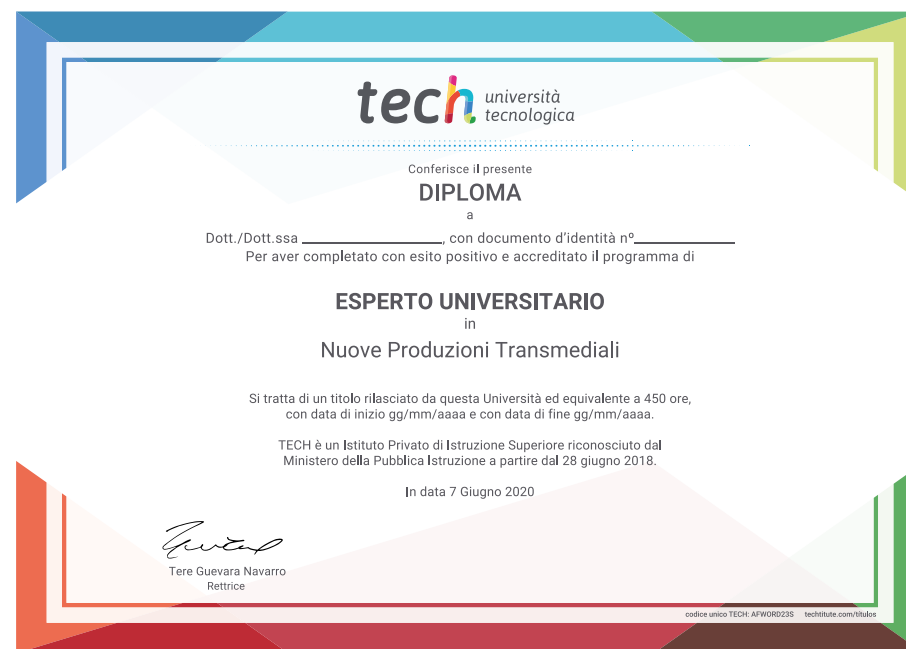 tech università
tecnologica
Conferisce il presente
DIPLOMA
a
Dott./Dott.ssa ____________________, con documento d'identità nº______________
Per aver completato con esito positivo e accreditato il programma di
ESPERTO UNIVERSITARIO
in
Nuove Produzioni Transmediali
Si tratta di un titolo rilasciato da questa Università ed equivalente a 450 ore,
con data di inizio gg/mm/aaaa e con data di fine gg/mm/aaaa.
TECH è un Istituto Privato di Istruzione Superiore riconosciuto dal
Ministero della Pubblica Istruzione a partire dal 28 giugno 2018.
In data 7 Giugno 2020
Tere Guevara Navarro
Rettrice
codice unico TECH: AFWORD23S techtitute.com/titulos